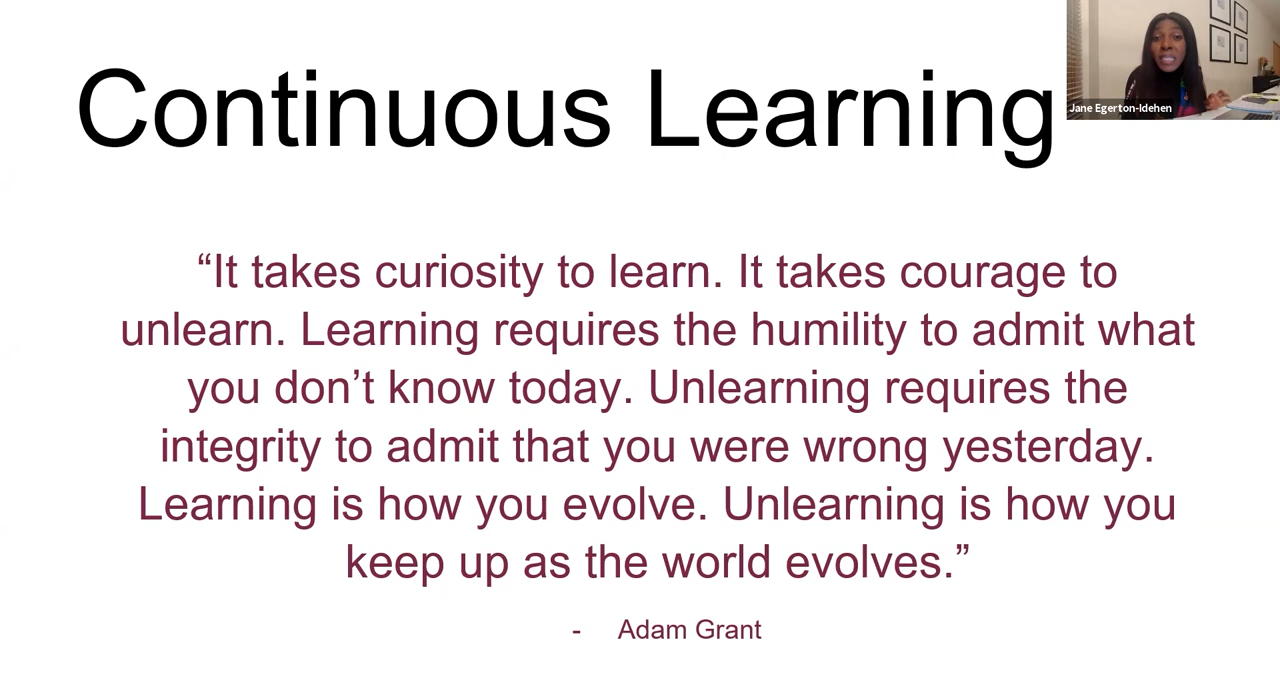 Continuous Learning
Jane Egerton-Idehen
“It takes curiosity to learn. It takes courage to
unlearn. Learning requires the humility to admit what
you don’t know today. Unlearning requires the
integrity to admit that you were wrong yesterday.
Learning is how you evolve. Unlearning is how you
keep up as the world evolves.”
- Adam Grant